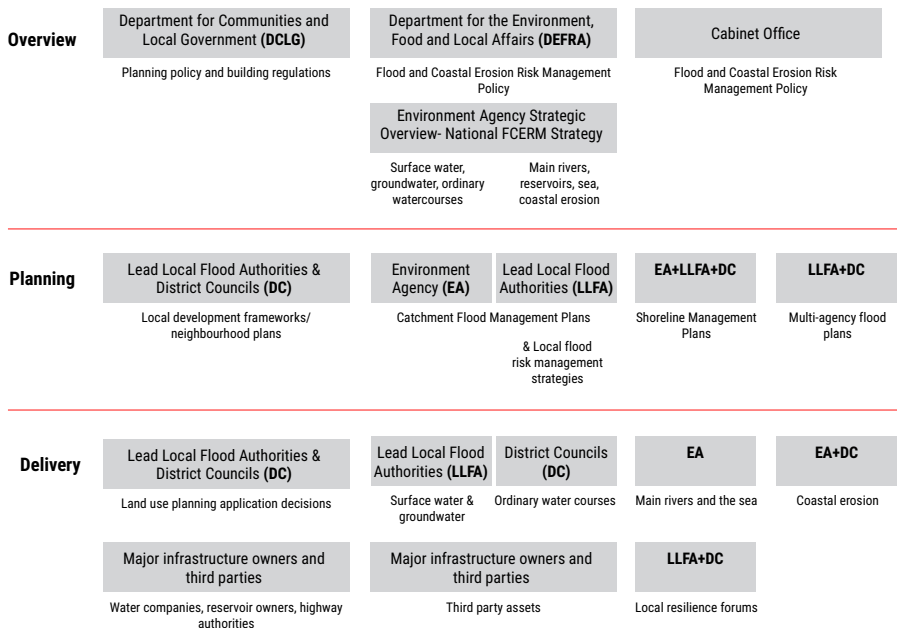 Overview
Department for Communities and
Local Government (DCLG)
Planning policy and building regulations
Department for the Environment,
Food and Local Affairs (DEFRA)
Flood and Coastal Erosion Risk Management
Policy
Cabinet Office
Flood and Coastal Erosion Risk
Management Policy
Environment Agency Strategic
Overview- National FCERM Strategy
Surface water,
groundwater, ordinary
watercourses
Main rivers,
reservoirs, sea,
coastal erosion
Planning
Lead Local Flood Authorities &
District Councils (DC)
Local development frameworks/
neighbourhood plans
Environment
Agency (EA)
Lead Local Flood
Authorities (LLFA)
Catchment Flood Management Plans
& Local flood
risk management
strategies
EA+LLFA+DC
Shoreline Management
Plans
LLFA+DC
Multi-agency flood
plans
Delivery
Lead Local Flood Authorities &
District Councils (DC)
Land use planning application decisions
Lead Local Flood
Authorities (LLFA)
Surface water &
groundwater
District Councils
(DC)
Ordinary water courses
EA
Main rivers and the sea
EA+DC
Coastal erosion
Major infrastructure owners and
third parties
Water companies, reservoir owners, highway
authorities
Major infrastructure owners and
third parties
Third party assets
LLFA+DC
Local resilience forums